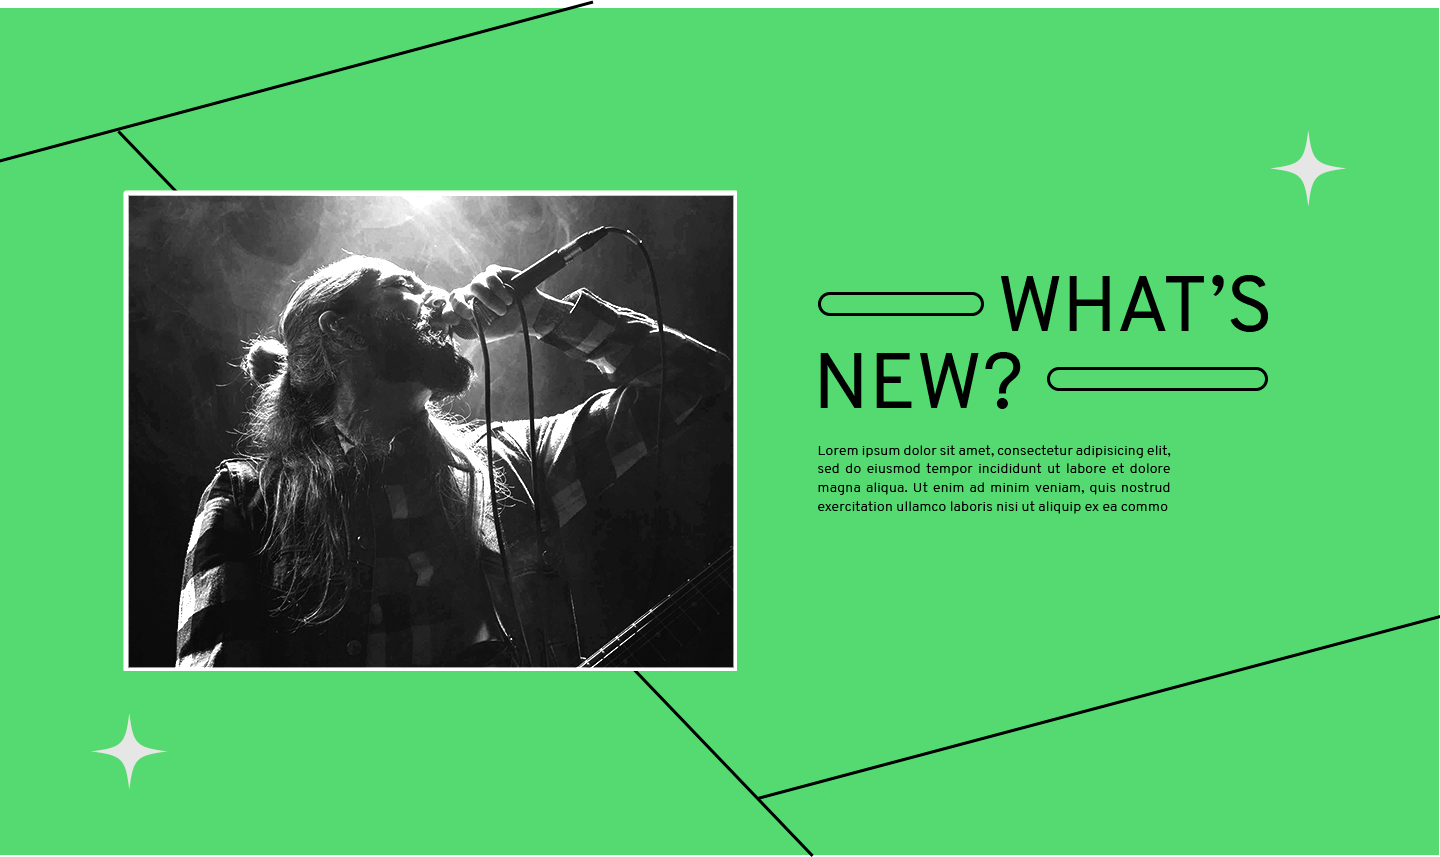 WHAT’S
NEW?
Lorem ipsum dolor sit amet, consectetur adipisicing elit,
sed do eiusmod tempor incididunt ut labore et dolore
magna aliqua. Ut enim ad minim veniam, quis nostrud
exercitation ullamco laboris nisi ut aliquip ex ea commo